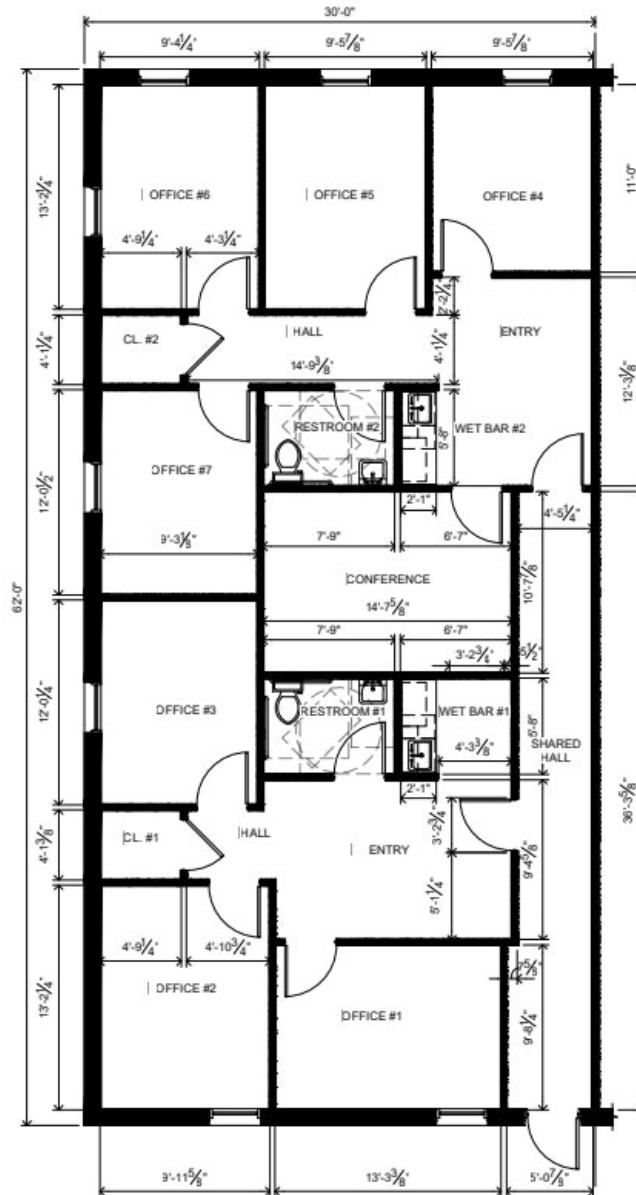 30'-0"
9'-4¼"
9'-5⅞"
9'-5⅞"
13'-2¼"
11'-0"
OFFICE #6
OFFICE #5
OFFICE #4
4'-9¼"
4'-3¼"
2'-2¼"
CL. #2
HALL
ENTRY
4'-1¼"
4'-1¼"
14'-9⅜"
12'-3⅛"
RESTROOM #2
WET BAR #2
5'-8"
OFFICE #7
12'-0½"
2'-1"
4'-5¼"
7'-9"
6'-7"
9'-3⅛"
CONFERENCE
10'-7⅞"
14'-7⅝"
62'-0"
7'-9"
6'-7"
3'-2¾"
5½"
12'-0¼"
OFFICE #3
RESTROOM #1
WET BAR #1
5'-8"
4'-3⅜"
SHARED
HALL
36'-3⅝"
2'-1"
CL. #1
HALL
ENTRY
3'-2¾"
4'-1⅜"
9'-4⅝"
5'-1¼"
4'-9¼"
4'-10¾"
7⅝"
OFFICE #2
OFFICE #1
13'-2¼"
9'-8¼"
9'-11⅝"
13'-3⅜"
5'-0⅞"